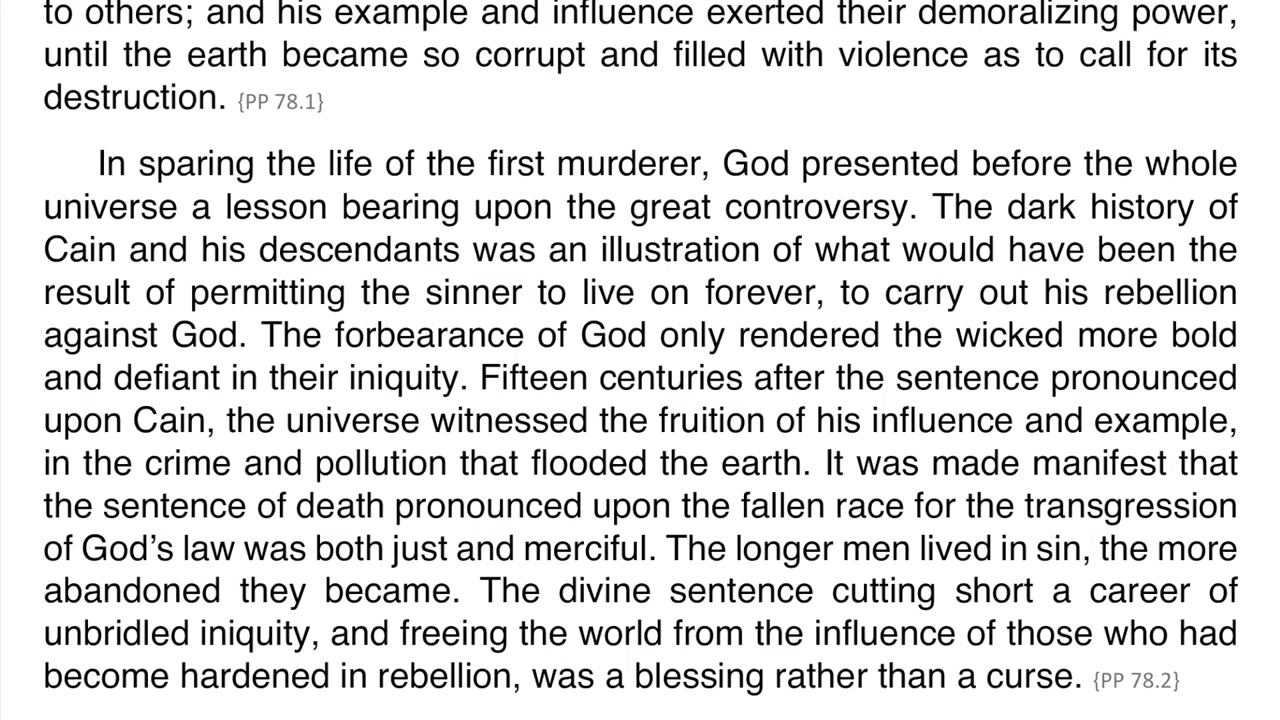 to others; and his example and influence exerted their demoralizing power,
until the earth became so corrupt and filled with violence as to call for its
destruction. {PP 78.1}
In sparing the life of the first murderer, God presented before the whole
universe a lesson bearing upon the great controversy. The dark history of
Cain and his descendants was an illustration of what would have been the
result of permitting the sinner to live on forever, to carry out his rebellion
against God. The forbearance of God only rendered the wicked more bold
and defiant in their iniquity. Fifteen centuries after the sentence pronounced
upon Cain, the universe witnessed the fruition of his influence and example,
in the crime and pollution that flooded the earth. It was made manifest that
the sentence of death pronounced upon the fallen race for the transgression
of God’s law was both just and merciful. The longer men lived in sin, the more
abandoned they became. The divine sentence cutting short a career of
unbridled iniquity, and freeing the world from the influence of those who had
become hardened in rebellion, was a blessing rather than a curse. {PP 78.2}